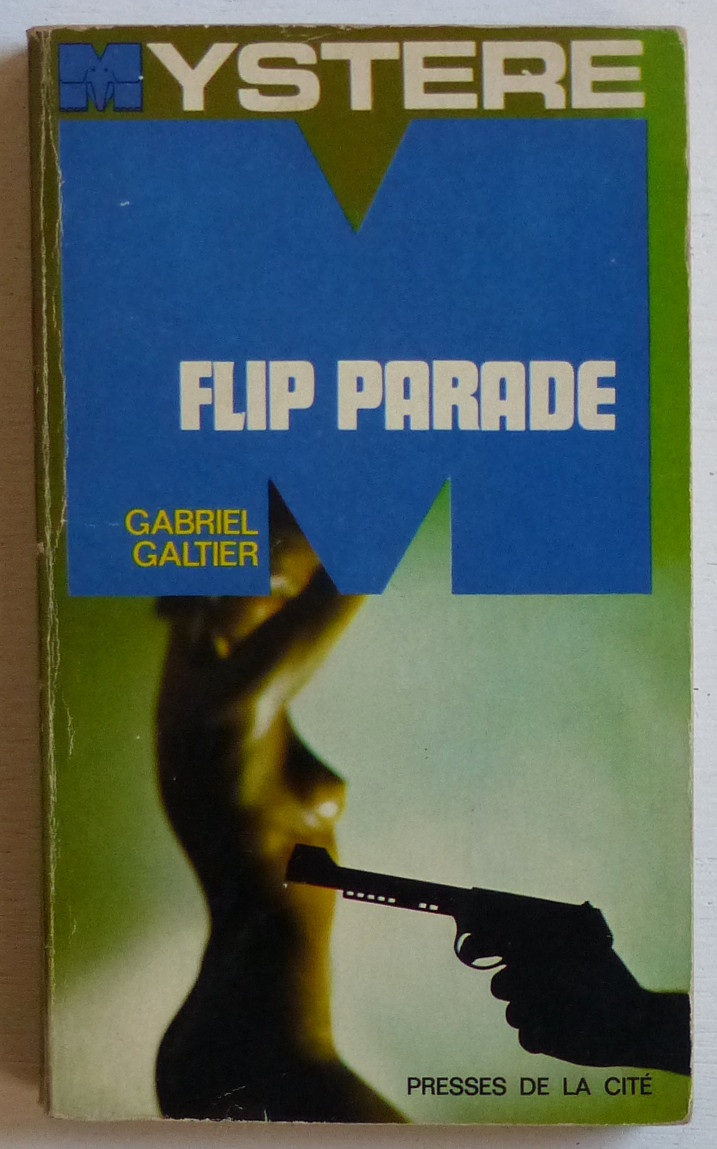 MYSTERE
FLIP PARADE
GABRIEL
GALTIER
PRESSES DE LA CITÉ